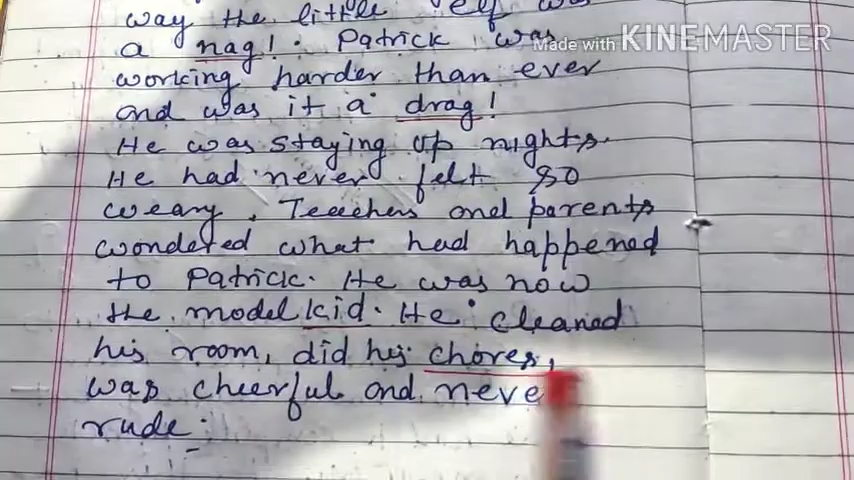 way the little elf was
a nag! Patrick was
Made with KINEMASTER
working harder than ever
and was it a drag!
He was staying up nights.
He had never felt so
weary. Teachers and parents
wondered what had happened
to Patrick. He was now
the model kid. He cleaned
his room, did his chores,
was cheerful and neve
rude.